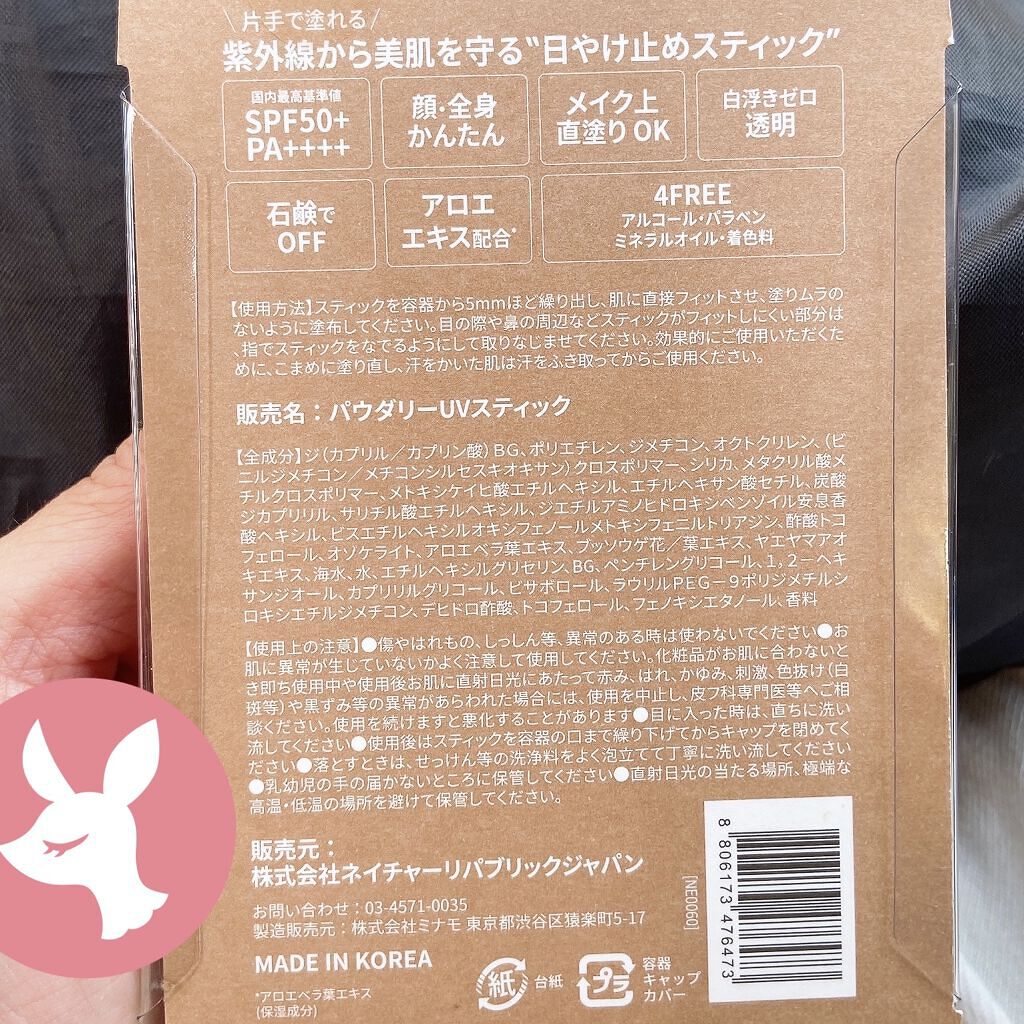 \ 片手で塗れる /
紫外線から美肌を守る"日やけ止めスティック"
国内最高基準値
SPF50+
PA++++
顔・全身
かんたん
メイク上
直塗りOK
白浮きゼロ
透明
石鹸で
OFF
アロエ
エキス配合*
4FREE
アルコール・パラベン
ミネラルオイル・着色料
【使用方法】スティックを容器から5mmほど繰り出し、肌に直接フィットさせ、塗りムラの
ないように塗布してください。目の際や鼻の周辺などスティックがフィットしにくい部分は
、指でスティックをなでるようにして取りなじませてください。効果的にご使用いただくた
めに、こまめに塗り直し、汗をかいた肌は汗をふき取ってからご使用ください。
販売名：パウダリーUVスティック
【全成分】ジ(カプリル／カプリン酸)BG、ポリエチレン、ジメチコン、オクトクリレン、(ビ
ニルジメチコン／メチコンシルセスキオキサン)クロスポリマー、シリカ、メタクリル酸メ
チルクロスポリマー、メトキシケイヒ酸エチルヘキシル、エチルヘキサン酸セチル、炭酸
ジカプリリル、サリチル酸エチルヘキシル、ジエチルアミノヒドロキシベンゾイル安息香
酸ヘキシル、ビスエチルヘキシルオキシフェノールメトキシフェニルトリアジン、酢酸トコ
フェロール、オゾケライト、アロエベラ葉エキス、ブッソウゲ花／葉エキス、ヤエヤマアオ
キエキス、海水、水、エチルヘキシルグリセリン、BG、ペンチレングリコール、1,2-ヘキ
サンジオール、カプリリルグリコール、ビサボロール、ラウリルPEG-9ポリジメチルシ
ロキシエチルジメチコン、デヒドロ酢酸、トコフェロール、フェノキシエタノール、香料
【使用上の注意】●傷やはれもの、しっしん等、異常のある時は使わないでください●お
肌に異常が生じていないかよく注意して使用してください。化粧品がお肌に合わないと
き即ち使用中や使用後お肌に直射日光にあたって赤み、はれ、かゆみ、刺激、色抜け(白
斑等)や黒ずみ等の異常があらわれた場合には、使用を中止し、皮フ科専門医等へご相
談ください。使用を続けますと悪化することがあります●目に入った時は、直ちに洗い
流してください●使用後はスティックを容器の口まで繰り下げてからキャップを閉めてく
ださい●落とすときは、せっけん等の洗浄料をよく泡立てて丁寧に洗い流してください
●乳幼児の手の届かないところに保管してください●直射日光の当たる場所、極端な
高温・低温の場所を避けて保管してください。
販売元：
株式会社ネイチャーリパブリックジャパン
お問い合わせ：03-4571-0035
製造販売元：株式会社ミナモ 東京都渋谷区猿楽町5-17
MADE IN KOREA
*アロエベラ葉エキス
(保湿成分)
紙
台紙
プラ
容器
キャップ
カバー
[NE0060]
8 806173 476473